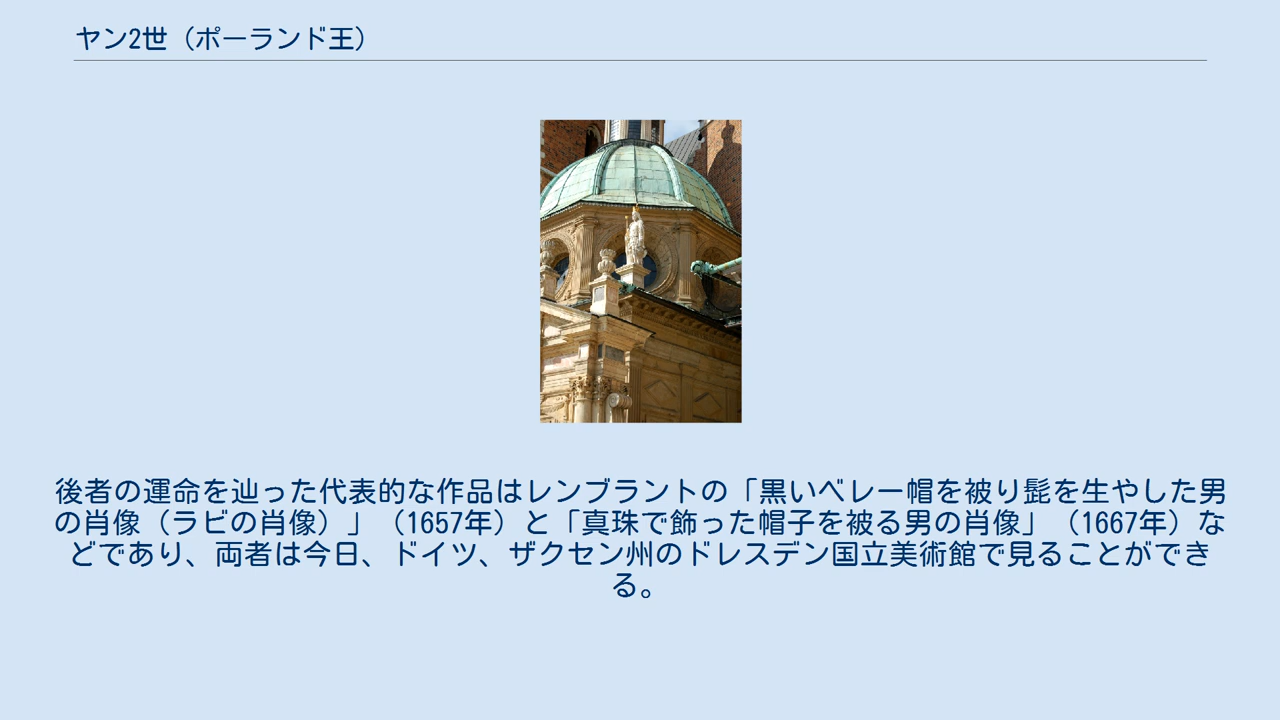 ヤン2世（ポーランド王）
後者の運命を辿った代表的な作品はレンブラントの「黒いベレー帽を被り髭を生やした男
の肖像（ラビの肖像）」（1657年）と「真珠で飾った帽子を被る男の肖像」（1667年）な
どであり、両者は今日、ドイツ、ザクセン州のドレスデン国立美術館で見ることができ
る。